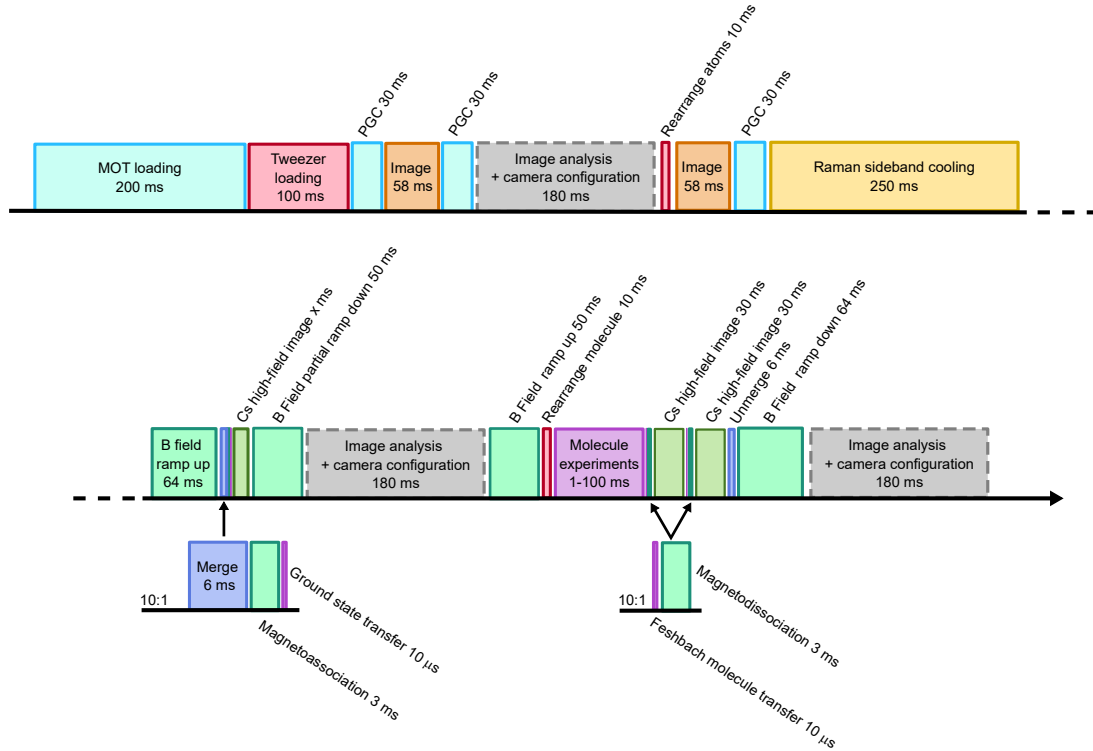 PGC 30 ms
PGC 30 ms
Rearrange atoms 10 ms
PGC 30 ms
MOT loading
200 ms
Tweezer
loading
100 ms
Image
58 ms
Image analysis
+ camera configuration
180 ms
Image
58 ms
Raman sideband cooling
250 ms
Cs high-field image x ms
B Field partial ramp down 50 ms
B Field  ramp up 50 ms
Rearrange molecule 10 ms
Cs high-field image 30 ms
Cs high-field image 30 ms
Unmerge 6 ms
B Field  ramp down 64 ms
B field
ramp up
64 ms
Image analysis
+ camera configuration
180 ms
Molecule
experiments
1-100 ms
Image analysis
+ camera configuration
180 ms
10:1
Merge
6 ms
Ground state transfer 10 μs
Magnetoassociation 3 ms
10:1
Magnetodissociation 3 ms
Feshbach molecule transfer 10 μs